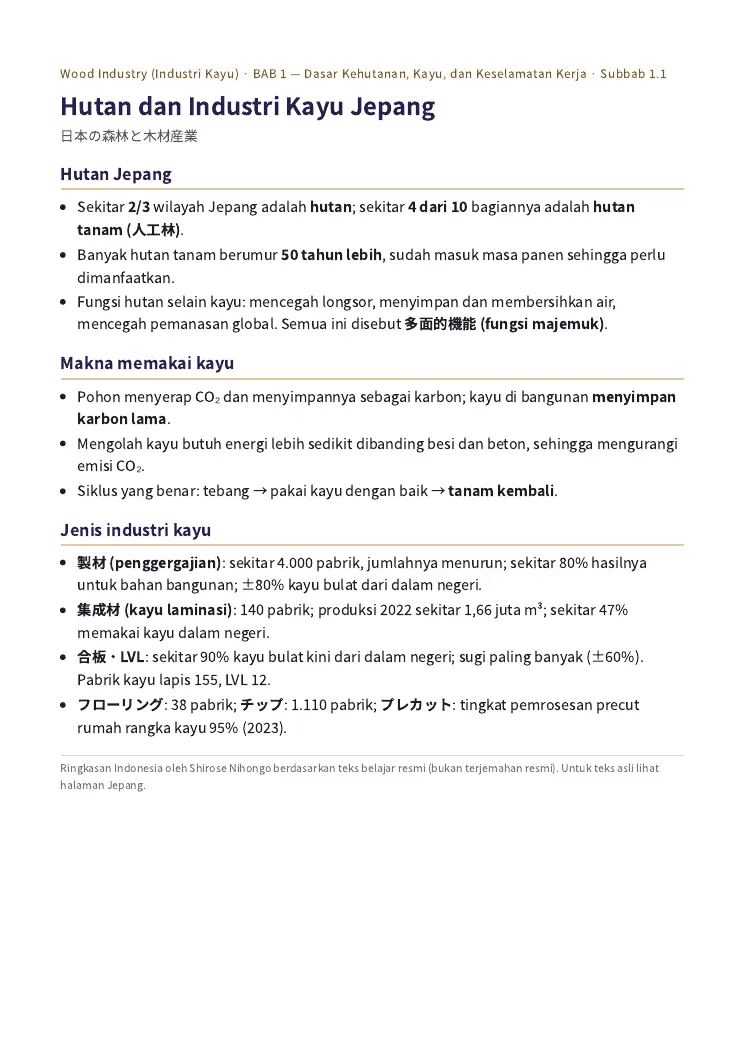 Wood Industry (Industri Kayu) · BAB 1 — Dasar Kehutanan, Kayu, dan Keselamatan Kerja · Subbab 1.1
Hutan dan Industri Kayu Jepang
日本の森林と木材産業
Hutan Jepang
• Sekitar 2/3 wilayah Jepang adalah hutan; sekitar 4 dari 10 bagiannya adalah hutan
tanam (人工林).
• Banyak hutan tanam berumur 50 tahun lebih, sudah masuk masa panen sehingga perlu
dimanfaatkan.
• Fungsi hutan selain kayu: mencegah longsor, menyimpan dan membersihkan air,
mencegah pemanasan global. Semua ini disebut 多面的機能 (fungsi majemuk).
Makna memakai kayu
• Pohon menyerap CO₂ dan menyimpannya sebagai karbon; kayu di bangunan menyimpan
karbon lama.
• Mengolah kayu butuh energi lebih sedikit dibanding besi dan beton, sehingga mengurangi
emisi CO₂.
• Siklus yang benar: tebang → pakai kayu dengan baik → tanam kembali.
Jenis industri kayu
• 製材 (penggergajian): sekitar 4.000 pabrik, jumlahnya menurun; sekitar 80% hasilnya
untuk bahan bangunan; ±80% kayu bulat dari dalam negeri.
• 集成材 (kayu laminasi): 140 pabrik; produksi 2022 sekitar 1,66 juta m³; sekitar 47%
memakai kayu dalam negeri.
• 合板・LVL: sekitar 90% kayu bulat kini dari dalam negeri; sugi paling banyak (±60%).
Pabrik kayu lapis 155, LVL 12.
• フローリング: 38 pabrik; チップ: 1.110 pabrik; プレカット: tingkat pemrosesan precut
rumah rangka kayu 95% (2023).
Ringkasan Indonesia oleh Shirose Nihongo berdasarkan teks belajar resmi (bukan terjemahan resmi). Untuk teks asli lihat
halaman Jepang.